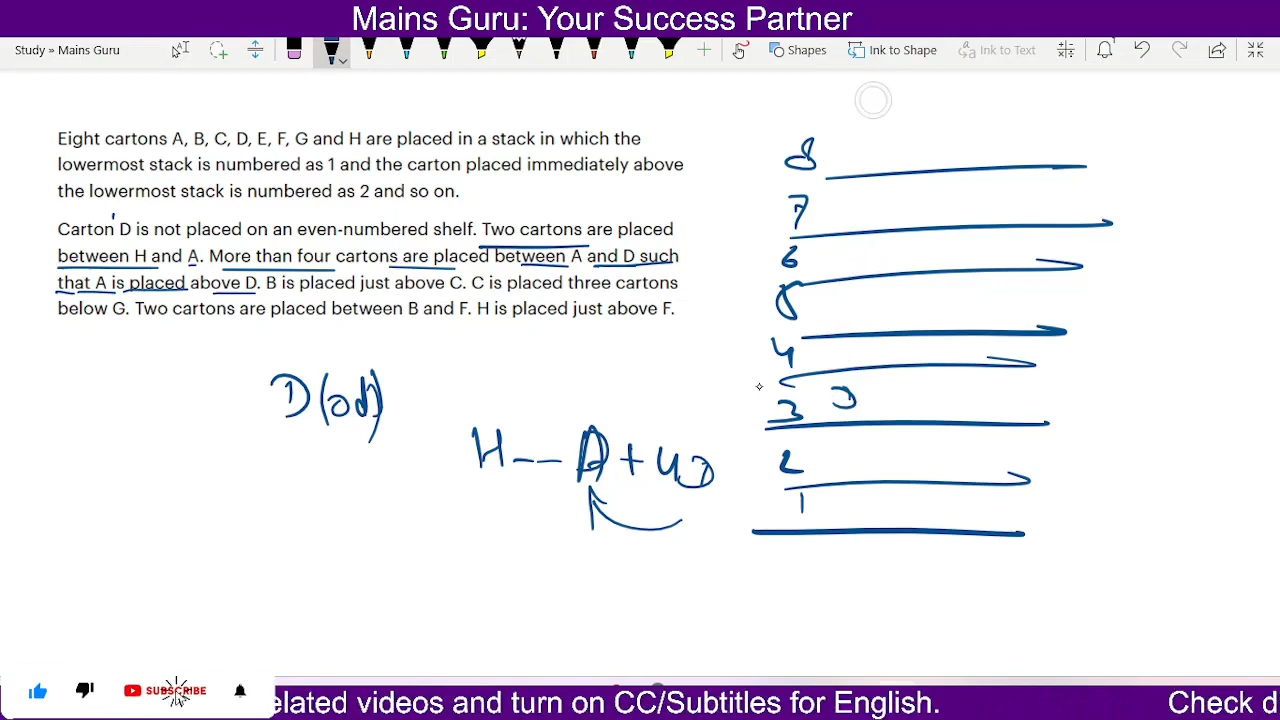 Mains Guru: Your Success Partner
Study » Mains Guru
Shapes
Ink to Shape
Ink to Text
Eight cartons A, B, C, D, E, F, G and H are placed in a stack in which the
lowermost stack is numbered as 1 and the carton placed immediately above
the lowermost stack is numbered as 2 and so on.
Carton D is not placed on an even-numbered shelf. Two cartons are placed
between H and A. More than four cartons are placed between A and D such
that A is placed above D. B is placed just above C. C is placed three cartons
below G. Two cartons are placed between B and F. H is placed just above F.
8
7
6
5
4
3 D
2
1
D(odd)
H -- A + 4D
SUBSCRIBE
elated videos and turn on CC/Subtitles for English.
Check d